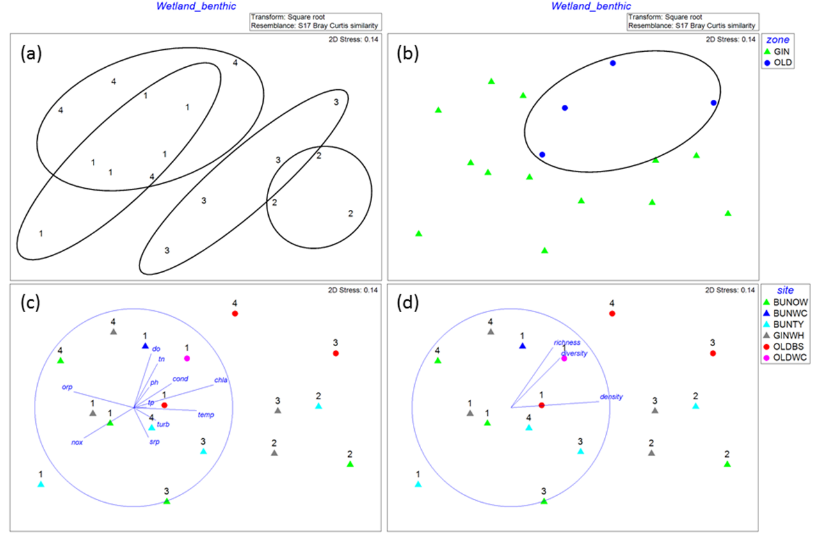 Wetland_benthic
Transform: Square root
Resemblance: S17 Bray Curtis similarity
(a)
2D Stress: 0.14
4
4
1
4
1
3
1
1
3
2
1
4
3
2
2
1
3
Wetland_benthic
Transform: Square root
Resemblance: S17 Bray Curtis similarity
(b)
2D Stress: 0.14
zone
GIN
OLD
(c)
2D Stress: 0.14
4
4
1
4
1
3
do
tn
ph
cond
chla
orp
tp
temp
turb
nox
srp
1
1
1
4
3
2
3
2
2
1
3
(d)
2D Stress: 0.14
4
4
1
4
1
3
richness
diversity
density
1
1
1
4
3
2
3
2
2
1
3
site
BUNOW
BUNWC
BUNTY
GINWH
OLDBS
OLDWC